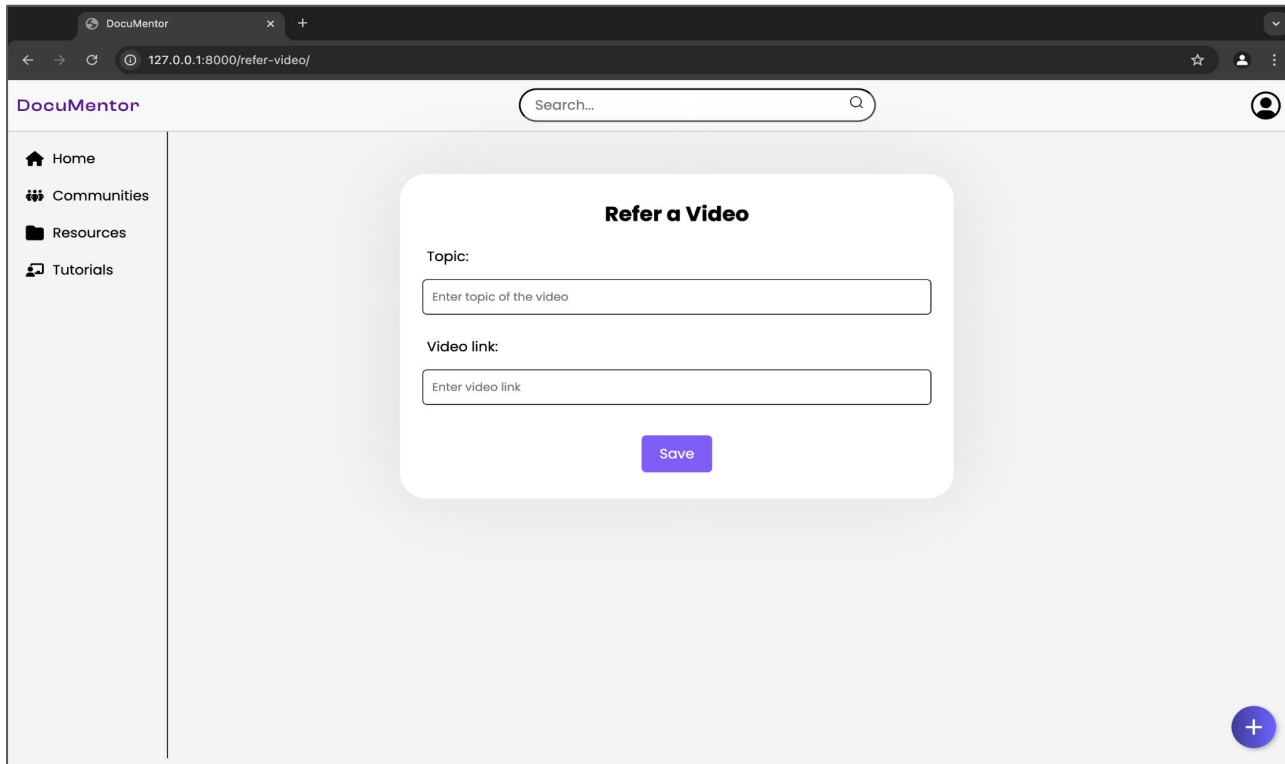 DocuMentor
127.0.0.1:8000/refer-video/
DocuMentor
Search...
Home
Communities
Resources
Tutorials
Refer a Video
Topic:
Enter topic of the video
Video link:
Enter video link
Save